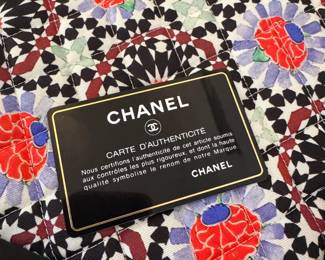 CHANEL
CARTE D'AUTHENTICITÉ
Nous certifions l'authenticité de cet article soumis
aux contrôles les plus rigoureux, et dont la haute
qualité symbolise le renom de notre Marque.
CHANEL